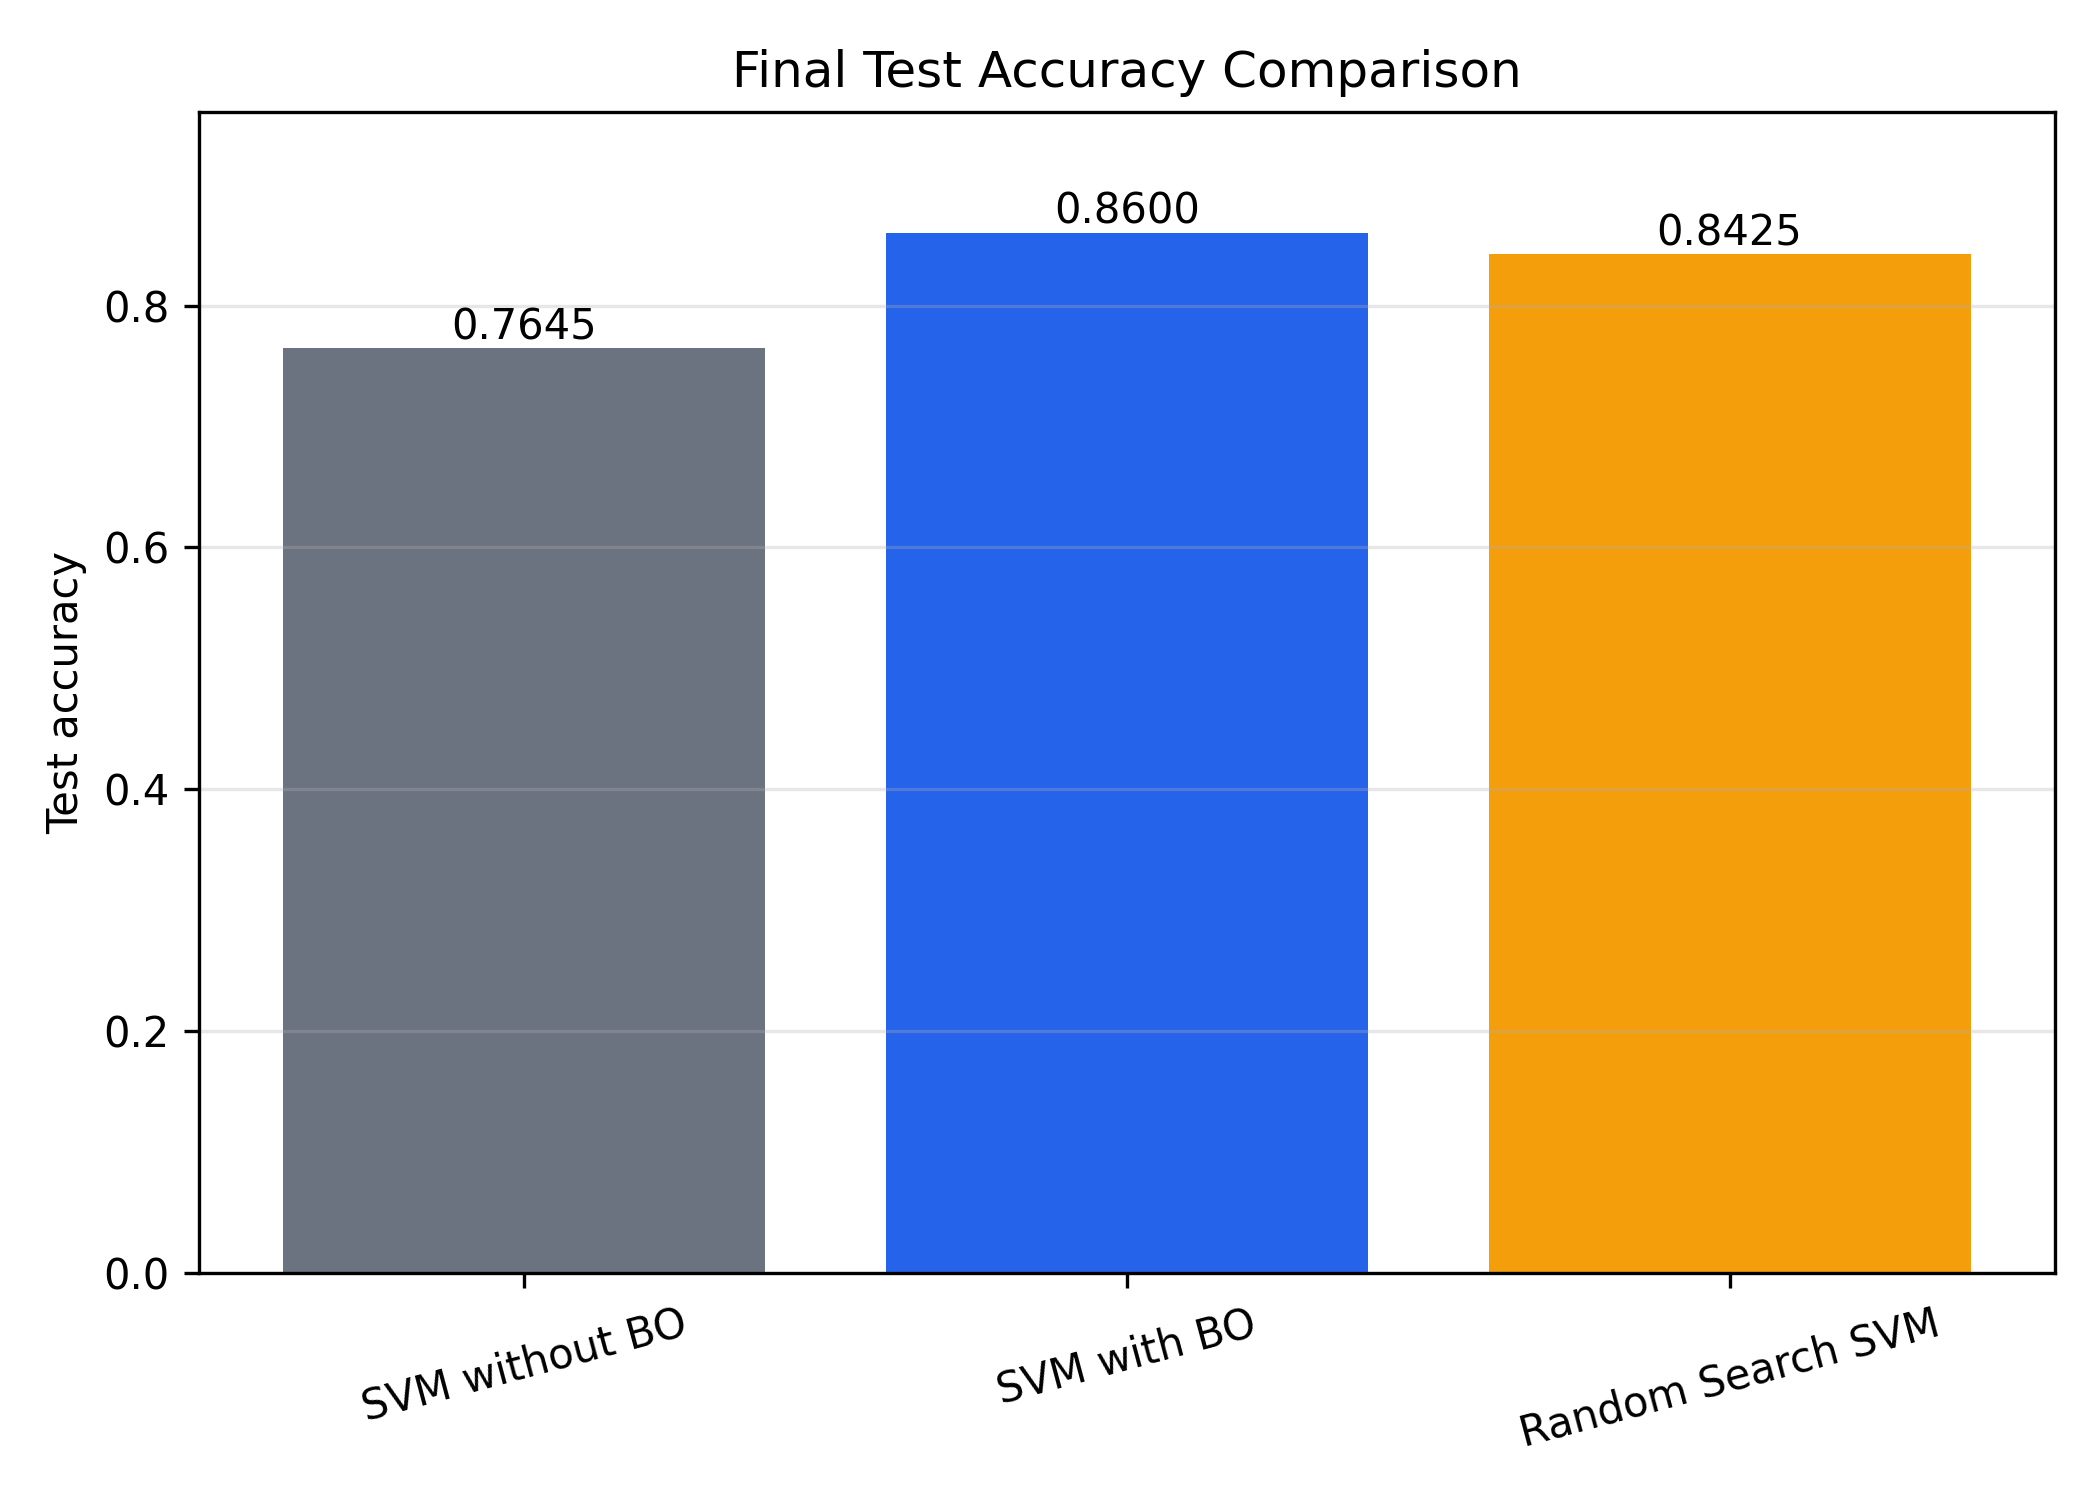 Final Test Accuracy Comparison
0.8600
0.8425
0.7645
0.8
0.6
0.4
0.2
0.0
Test accuracy
SVM without BO
SVM with BO
Random Search SVM